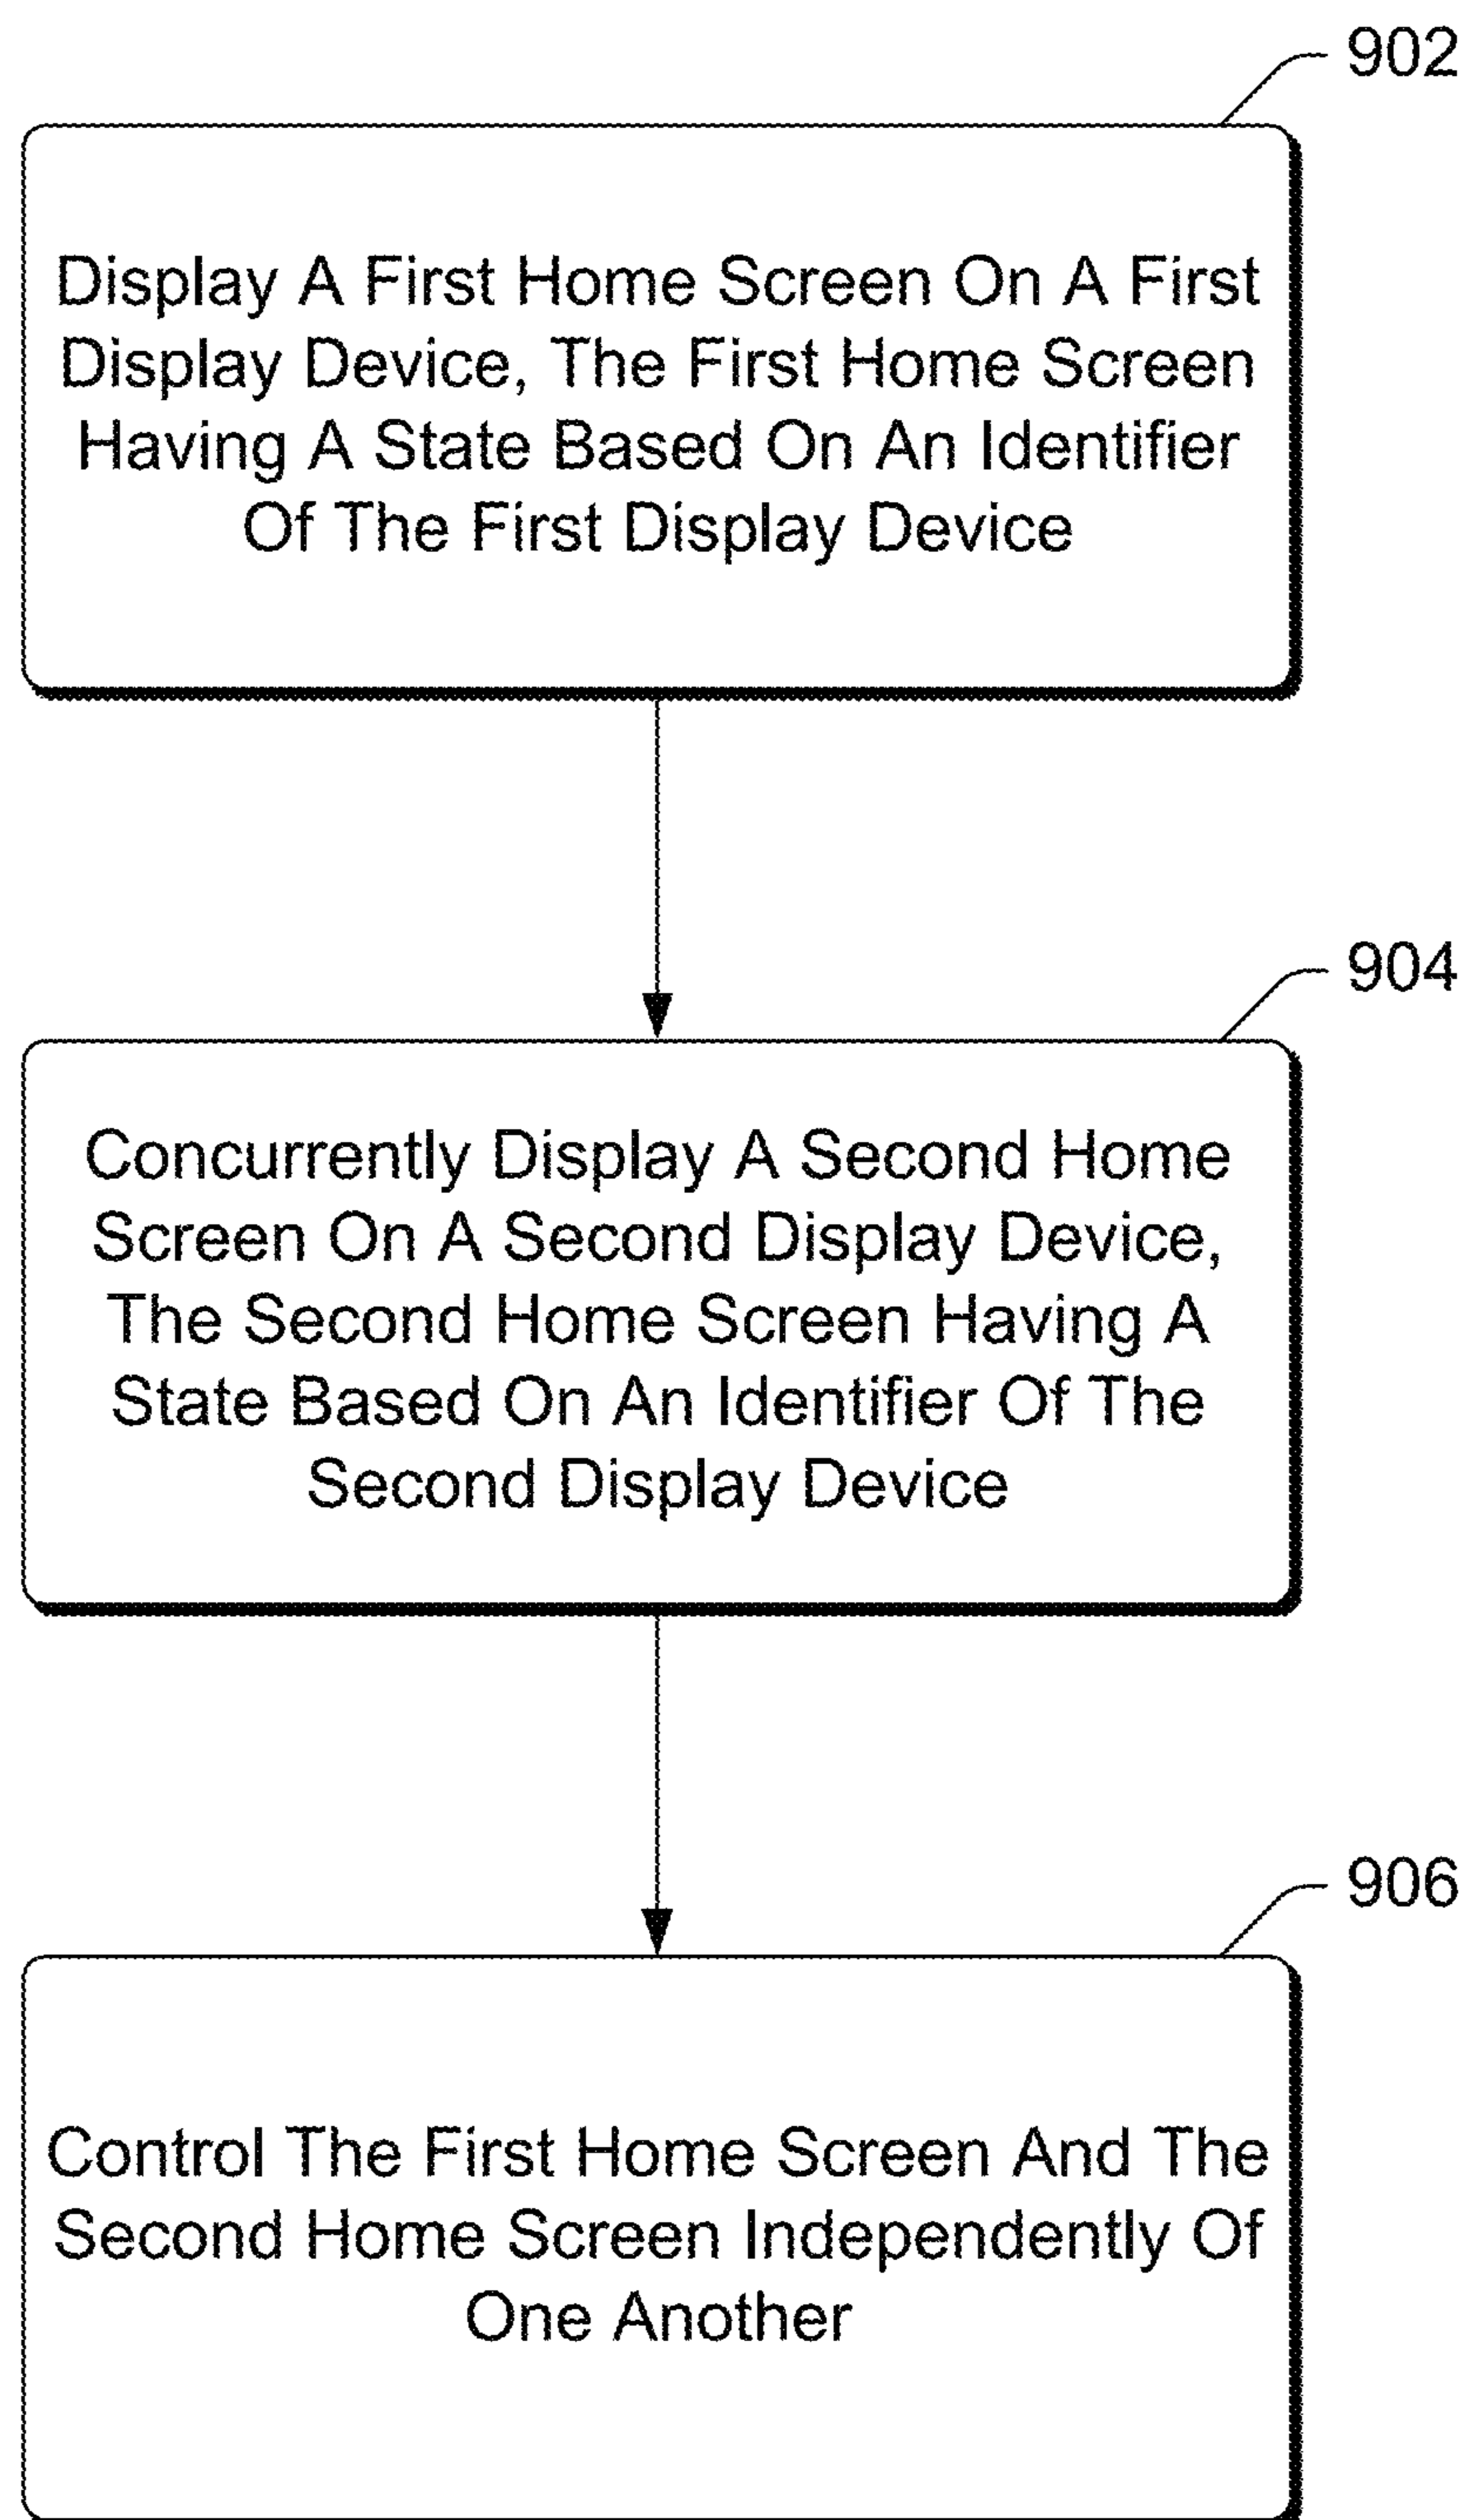 902
Display A First Home Screen On A First
Display Device, The First Home Screen
Having A State Based On An Identifier
Of The First Display Device
904
Concurrently Display A Second Home
Screen On A Second Display Device,
The Second Home Screen Having A
State Based On An Identifier Of The
Second Display Device
906
Control The First Home Screen And The
Second Home Screen Independently Of
One Another